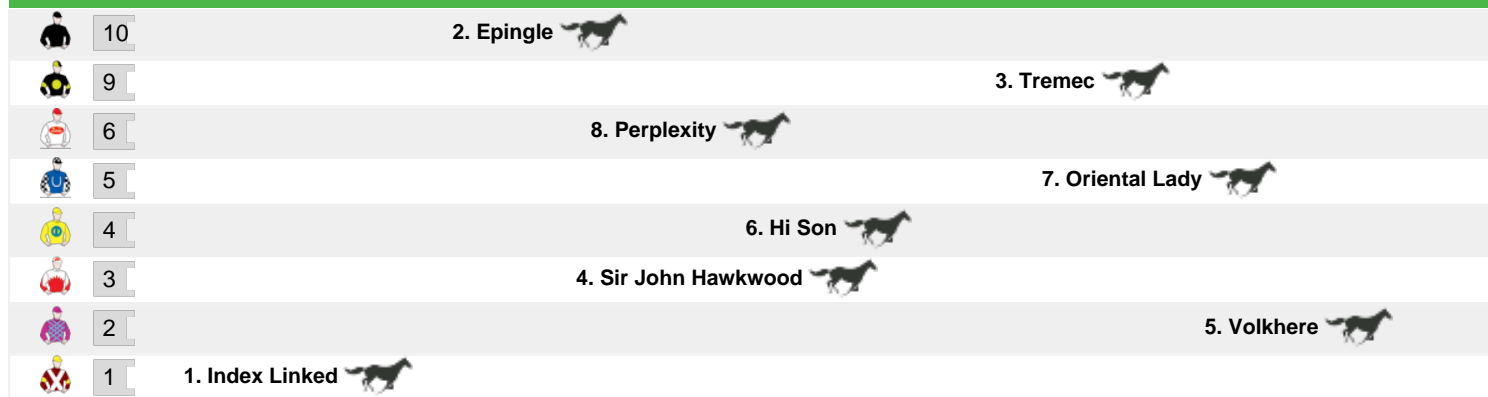 10 2. Epingle
9 3. Tremec
6 8. Perplexity
5 7. Oriental Lady
4 6. Hi Son
3 4. Sir John Hawkwood
2 5. Volkhere
1 1. Index Linked